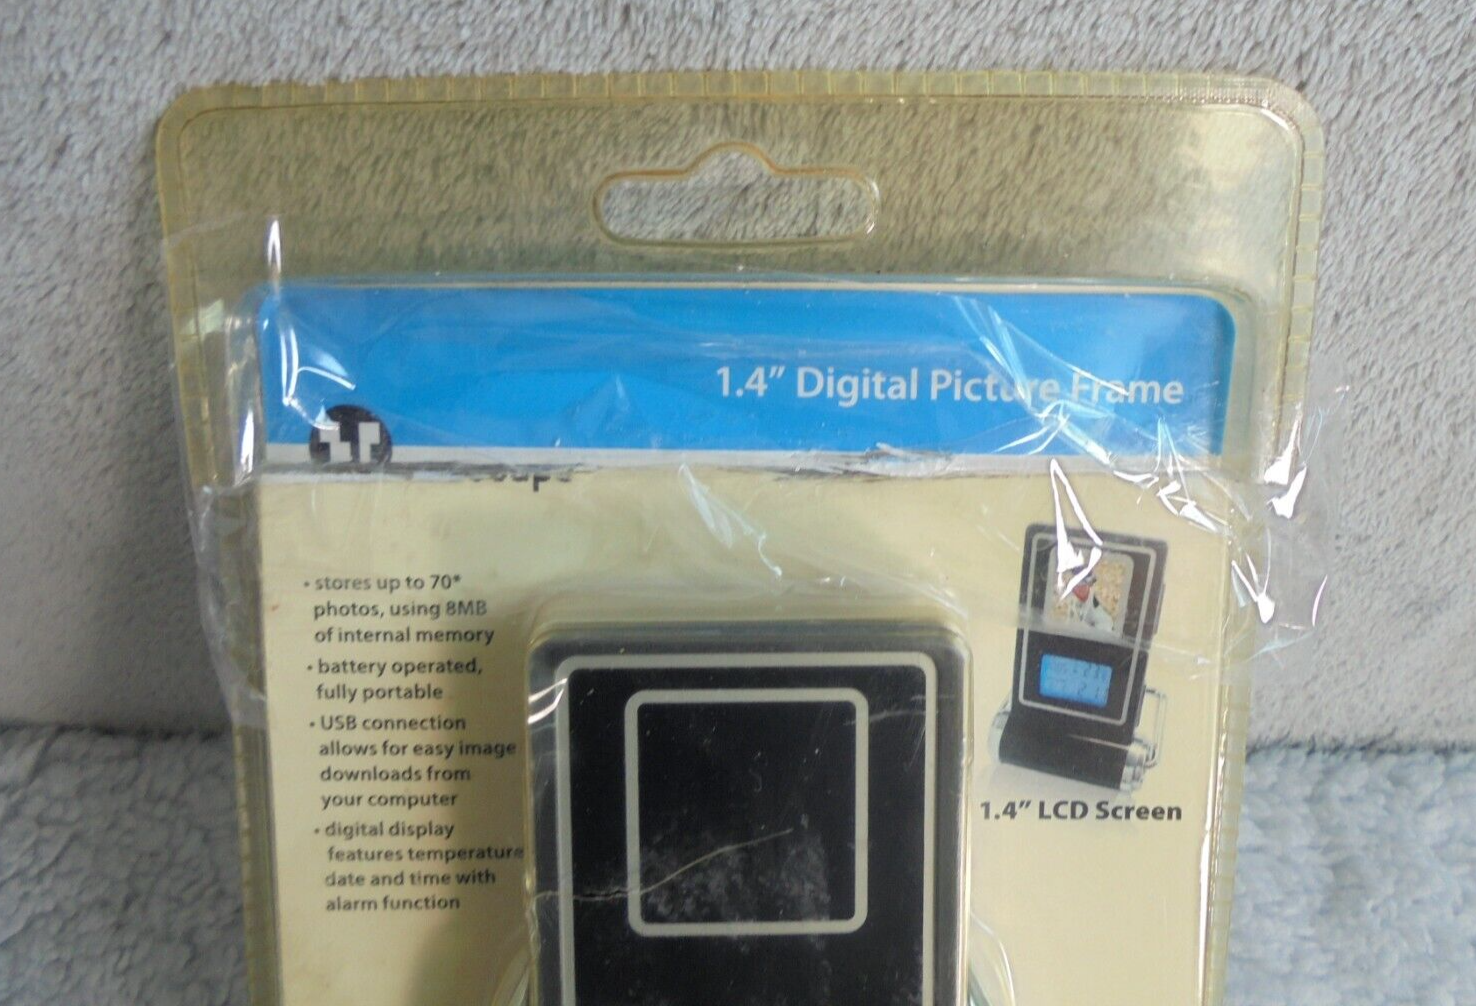 1.4” Digital Picture Frame
• stores up to 70*
photos, using 8MB
of internal memory
• battery operated,
fully portable
• USB connection
allows for easy image
downloads from
your computer
• digital display
features temperature
date and time with
alarm function
1.4” LCD Screen